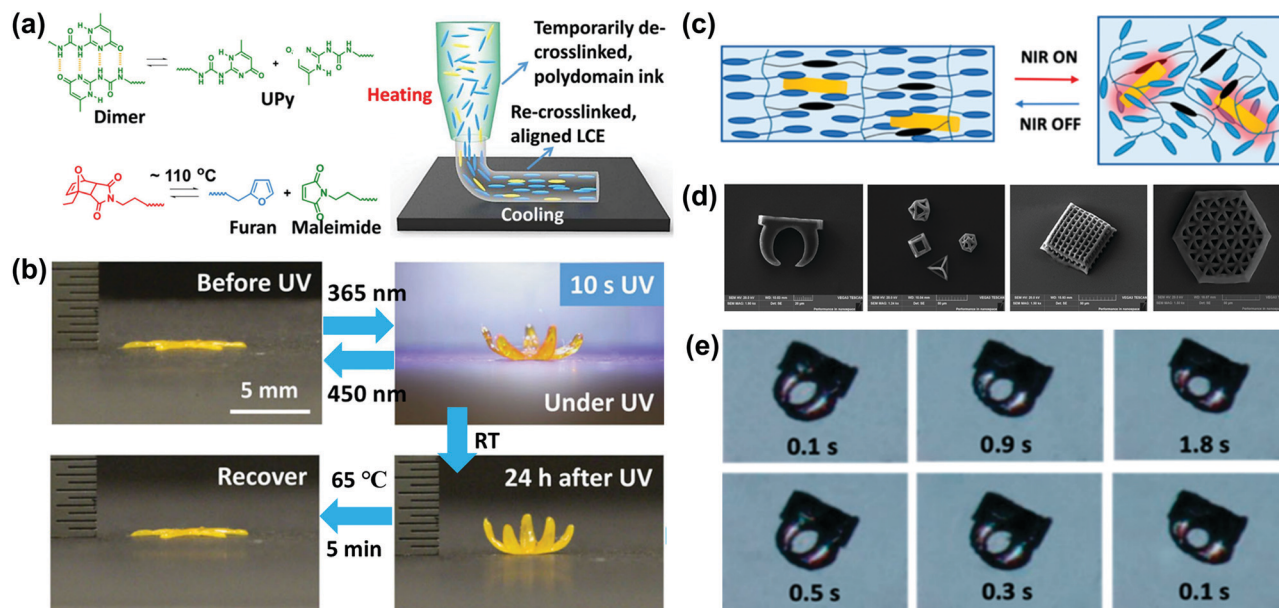 (a)
Dimer
UPy
Heating
Temporarily de-
crosslinked,
polydomain ink
Re-crosslinked,
aligned LCE
Cooling
~ 110 °C
Furan
Maleimide
(b)
Before UV
5 mm
365 nm
450 nm
10 s UV
Under UV
RT
Recover
65 ℃
5 min
24 h after UV
(c)
NIR ON
NIR OFF
(d)
(e)
0.1 s
0.9 s
1.8 s
0.5 s
0.3 s
0.1 s